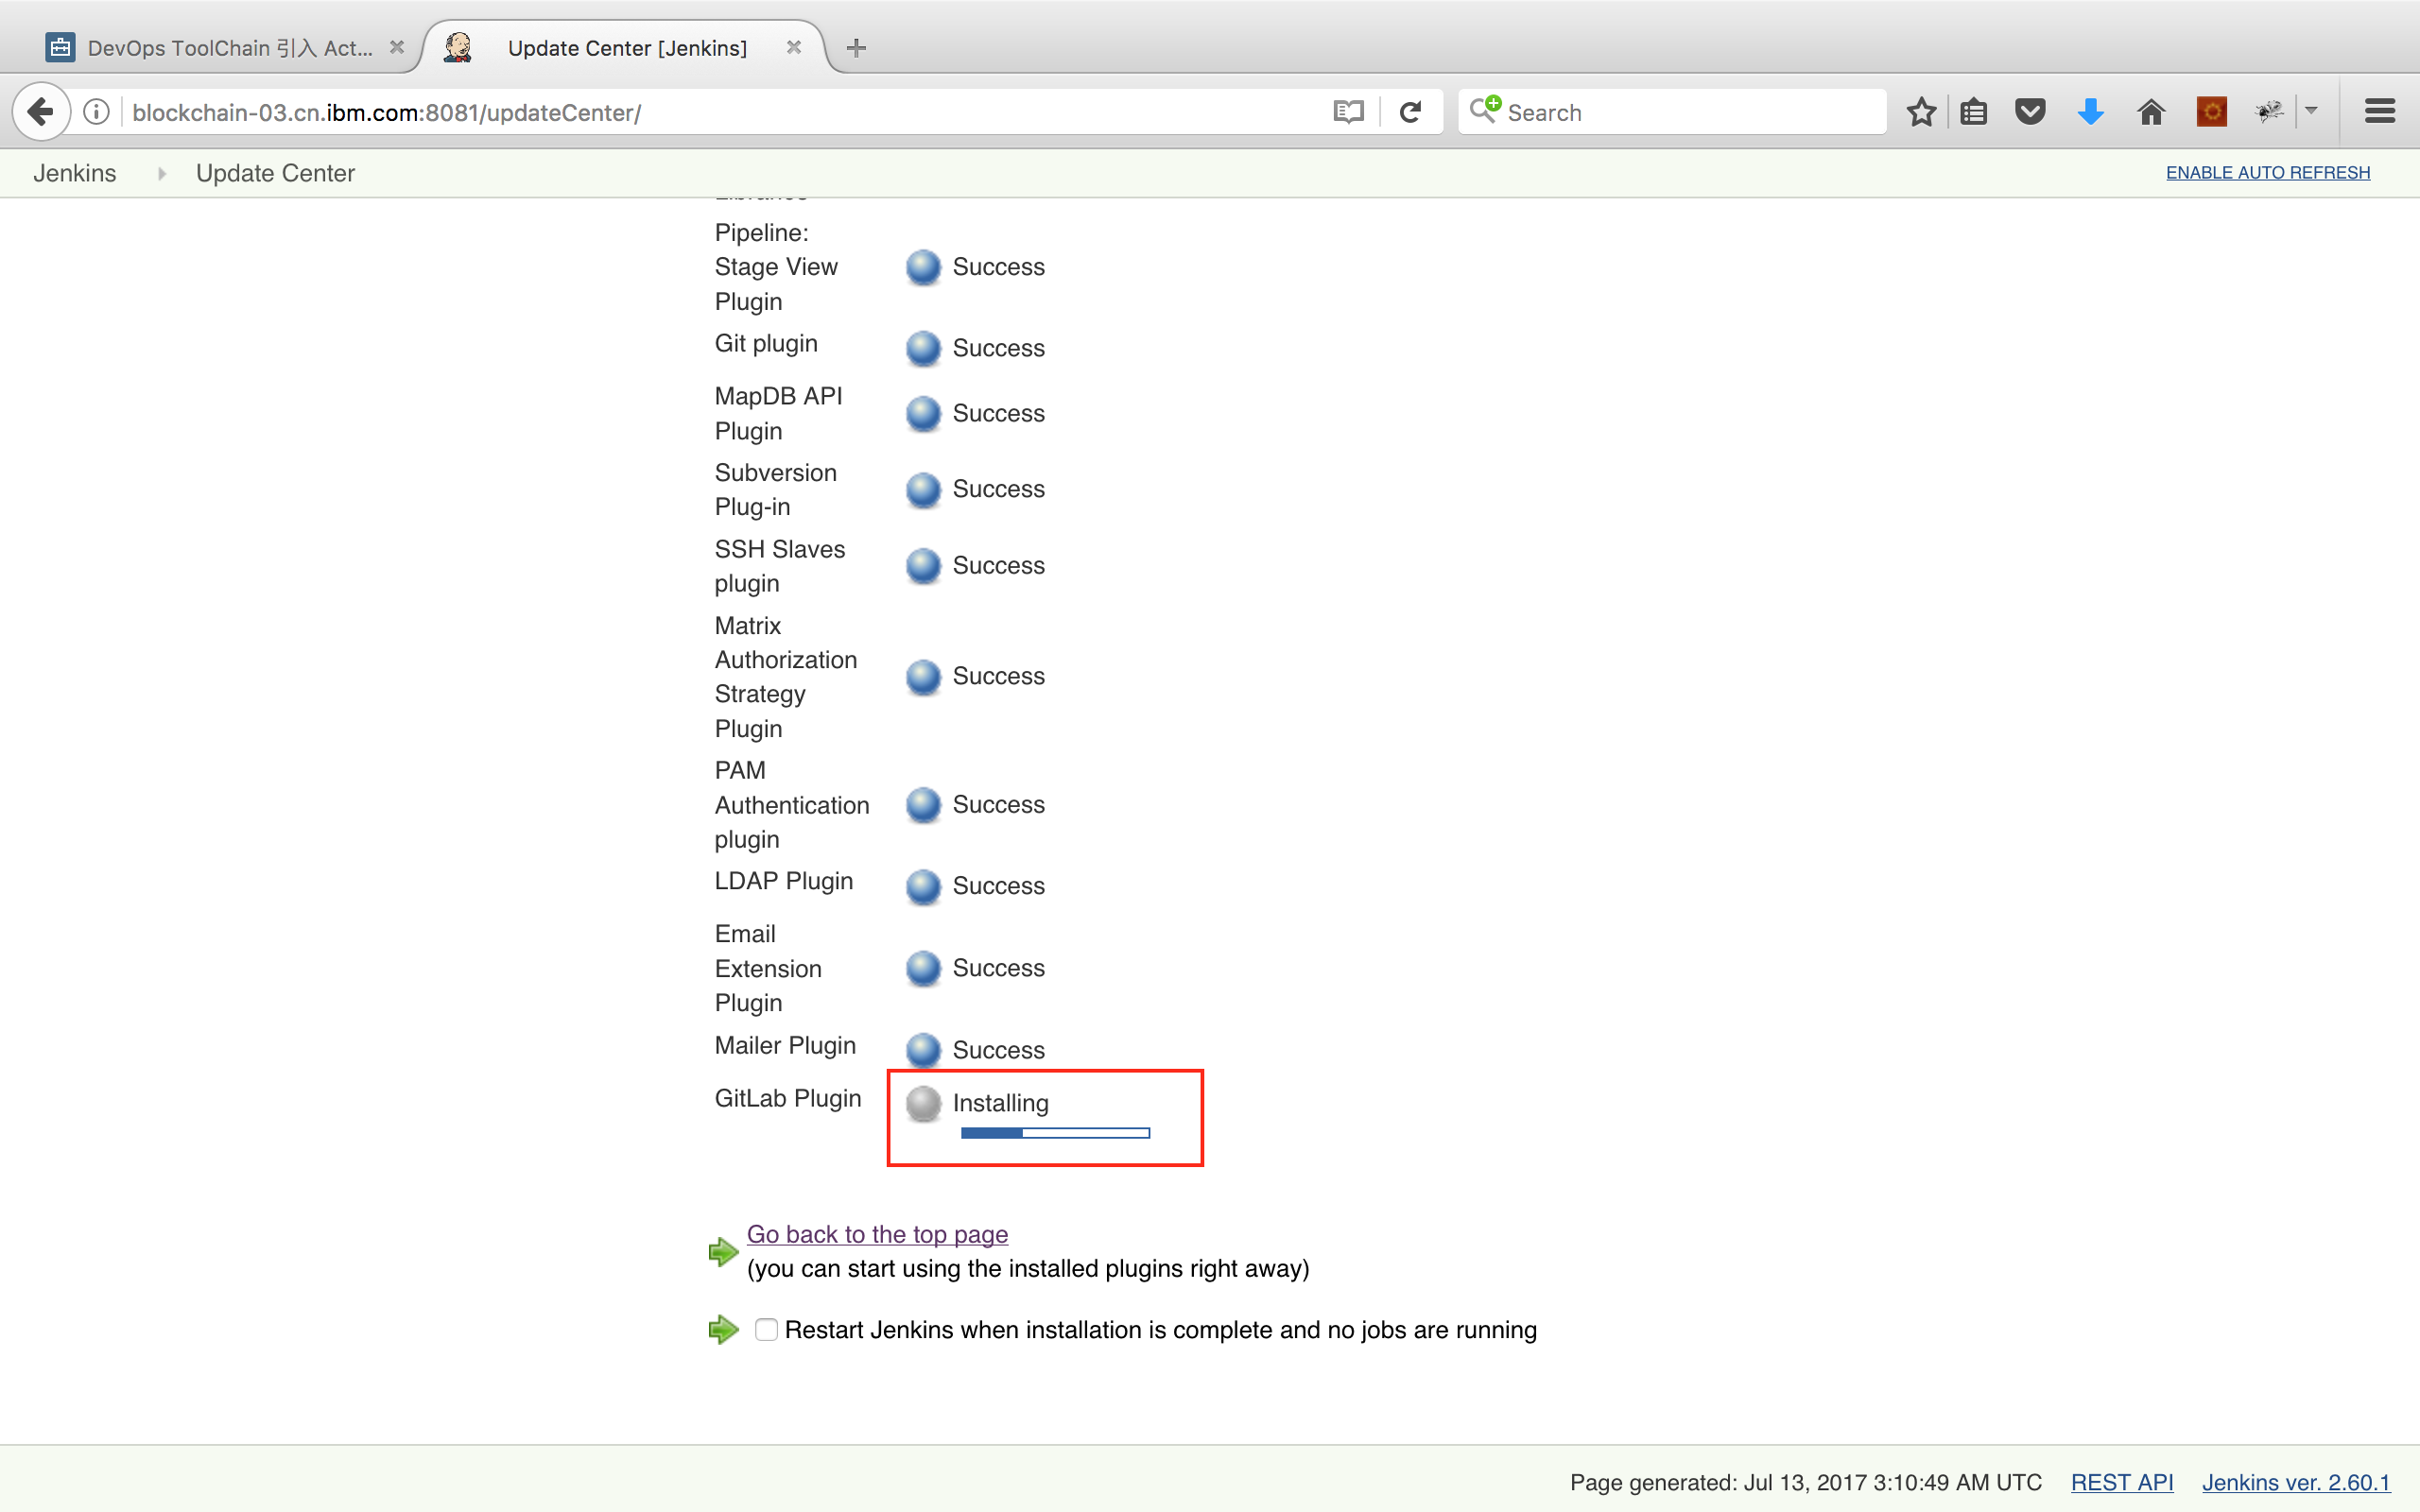 DevOps ToolChain 引入 Act...
Update Center [Jenkins]
blockchain-03.cn.ibm.com:8081/updateCenter/
Search
Jenkins
Update Center
ENABLE AUTO REFRESH
Pipeline:
Stage View
Plugin
Success
Git plugin
Success
MapDB API
Plugin
Success
Subversion
Plug-in
Success
SSH Slaves
plugin
Success
Matrix
Authorization
Strategy
Plugin
Success
PAM
Authentication
plugin
Success
LDAP Plugin
Success
Email
Extension
Plugin
Success
Mailer Plugin
Success
GitLab Plugin
Installing
Go back to the top page
(you can start using the installed plugins right away)
Restart Jenkins when installation is complete and no jobs are running
Page generated: Jul 13, 2017 3:10:49 AM UTC
REST API
Jenkins ver. 2.60.1